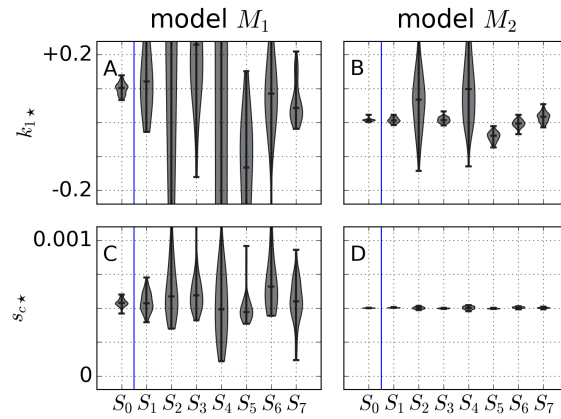 model M₁ model M₂
A B
+0.2
k₁⋆
-0.2
C D
0.001
s_c⋆
0
S₀ S₁ S₂ S₃ S₄ S₅ S₆ S₇ S₀ S₁ S₂ S₃ S₄ S₅ S₆ S₇